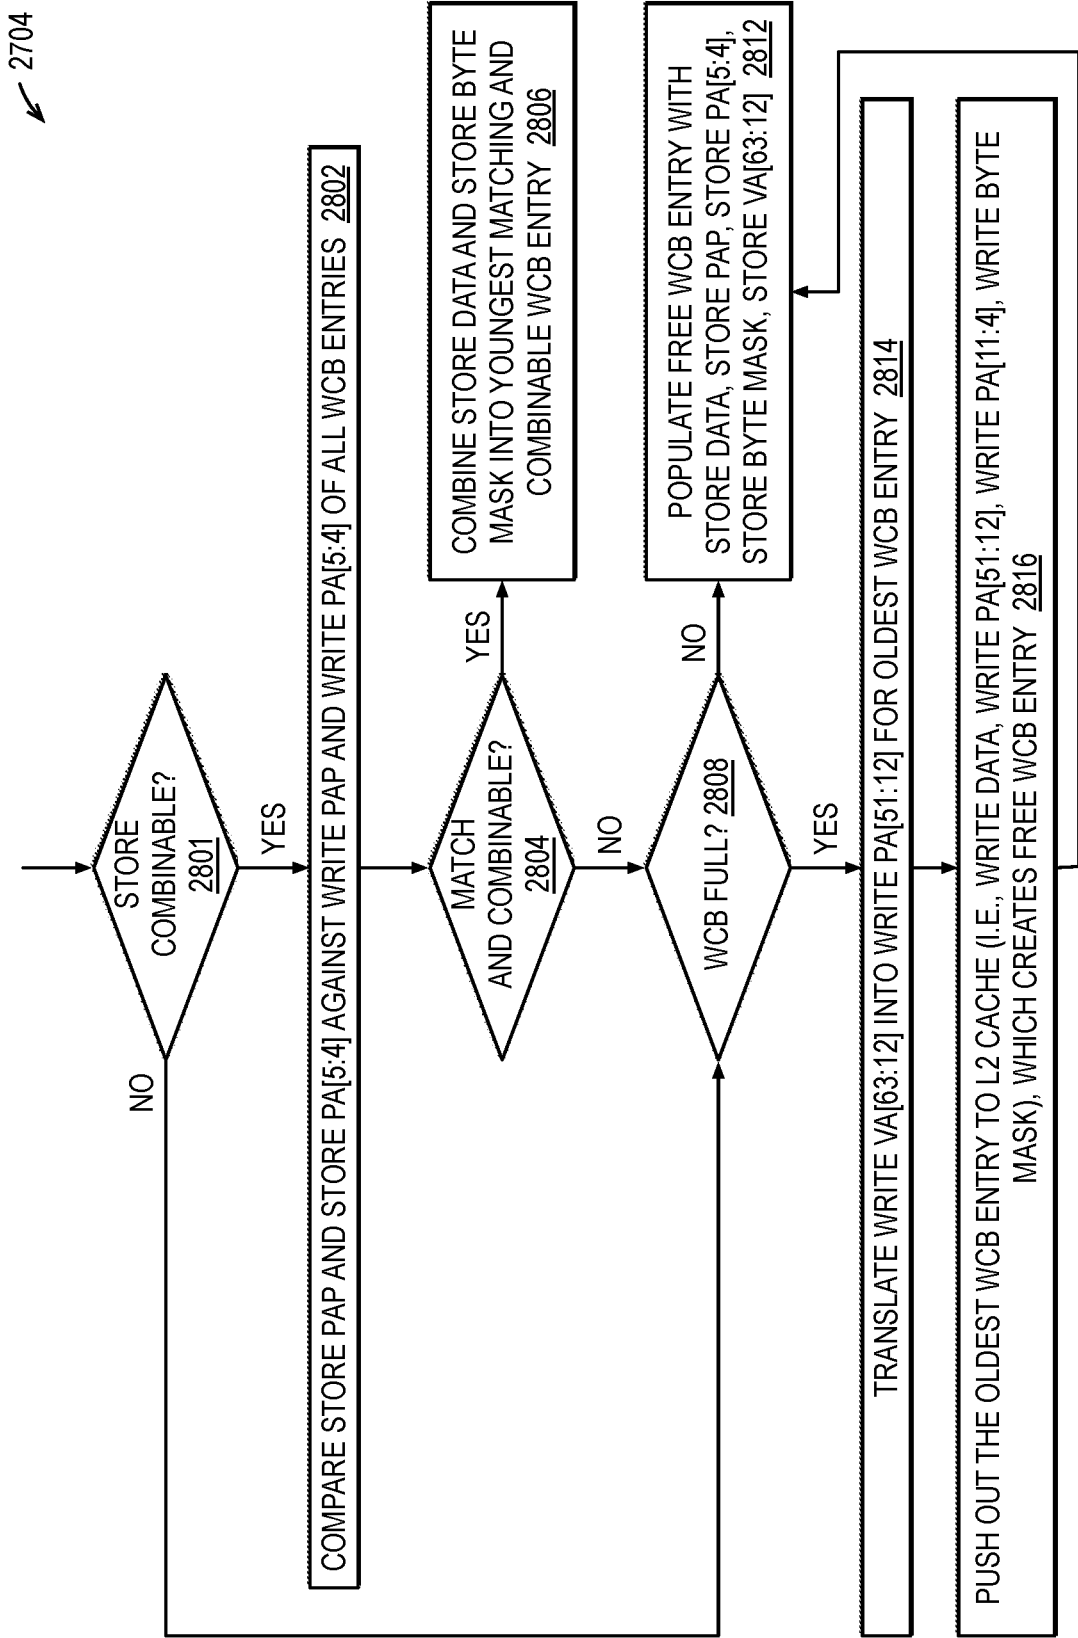 2704
STORE
COMBINABLE?
2801
NO
YES
COMPARE STORE PAP AND STORE PA[5:4] AGAINST WRITE PAP AND WRITE PA[5:4] OF ALL WCB ENTRIES 2802
MATCH
AND COMBINABLE?
2804
YES
COMBINE STORE DATA AND STORE BYTE
MASK INTO YOUNGEST MATCHING AND
COMBINABLE WCB ENTRY 2806
NO
WCB FULL? 2808
NO
POPULATE FREE WCB ENTRY WITH
STORE DATA, STORE PAP, STORE PA[5:4],
STORE BYTE MASK, STORE VA[63:12] 2812
YES
TRANSLATE WRITE VA[63:12] INTO WRITE PA[51:12] FOR OLDEST WCB ENTRY 2814
PUSH OUT THE OLDEST WCB ENTRY TO L2 CACHE (I.E., WRITE DATA, WRITE PA[51:12], WRITE PA[11:4], WRITE BYTE
MASK), WHICH CREATES FREE WCB ENTRY 2816